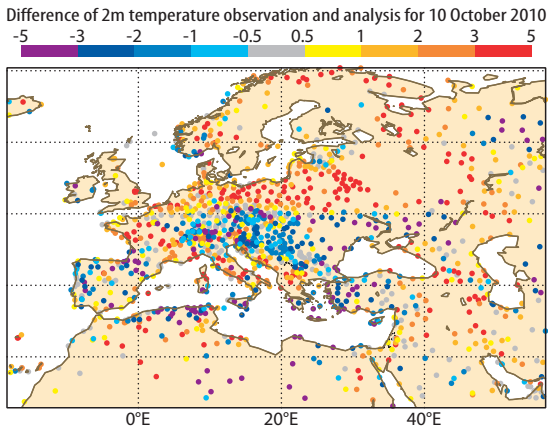 Difference of 2m temperature observation and analysis for 10 October 2010
-5 -3 -2 -1 -0.5 0.5 1 2 3 5
0°E 20°E 40°E